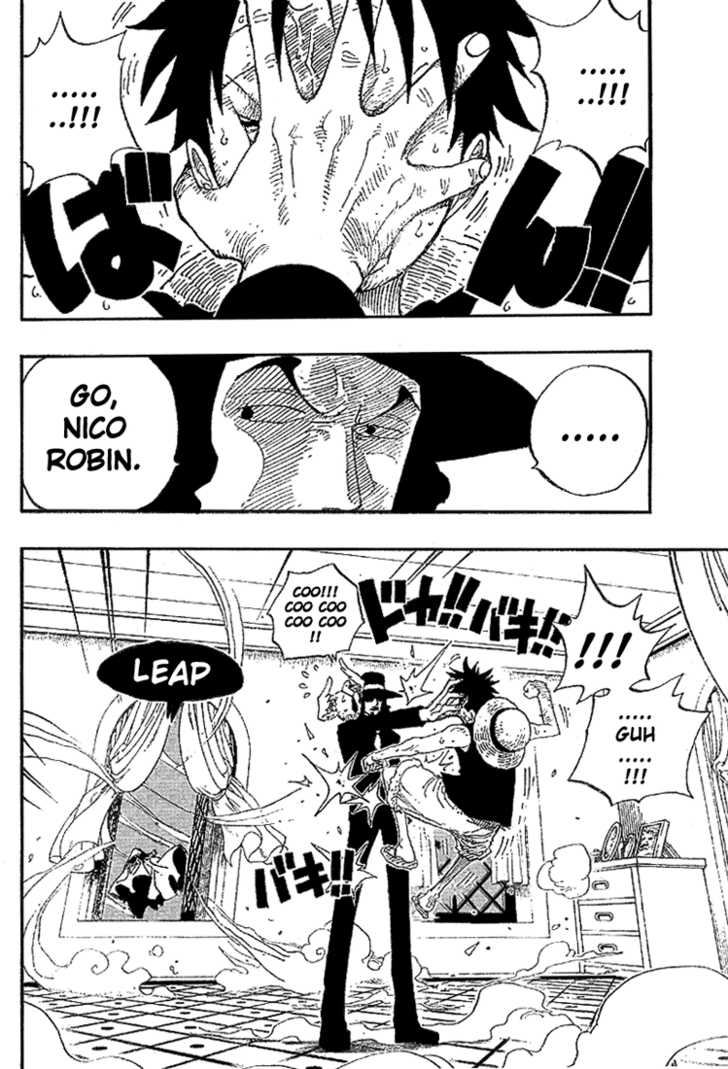 .....
..!!!
.....
..!!!
ばん!!
.....
GO,
NICO
ROBIN.
!!!
.....
GUH
.....
!!!
ドカ!!バキ!!
COO!!!
COO COO
COO COO
!!
LEAP
バキ!!